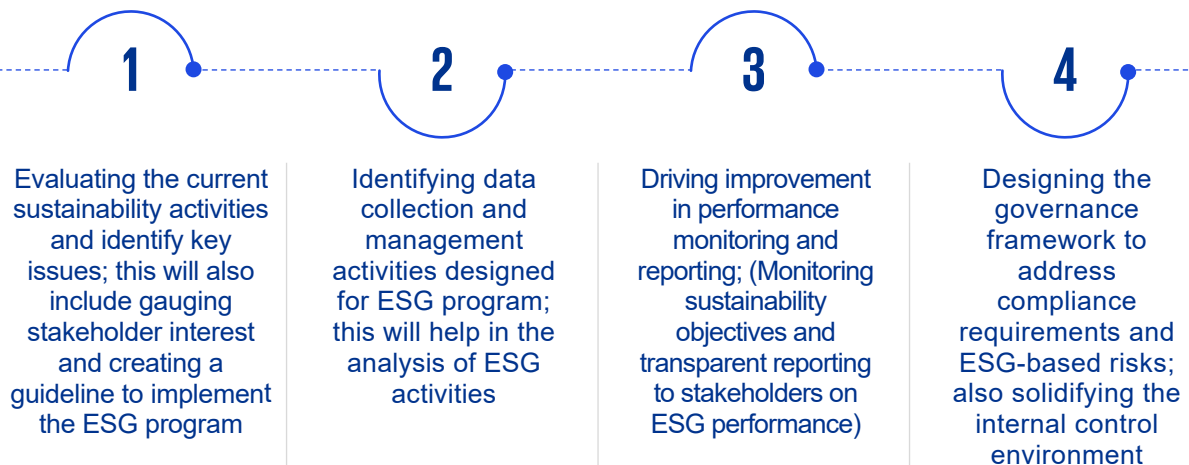 1
Evaluating the current
sustainability activities
and identify key
issues; this will also
include gauging
stakeholder interest
and creating a
guideline to implement
the ESG program
2
Identifying data
collection and
management
activities designed
for ESG program;
this will help in the
analysis of ESG
activities
3
Driving improvement
in performance
monitoring and
reporting; (Monitoring
sustainability
objectives and
transparent reporting
to stakeholders on
ESG performance)
4
Designing the
governance
framework to
address
compliance
requirements and
ESG-based risks;
also solidifying the
internal control
environment